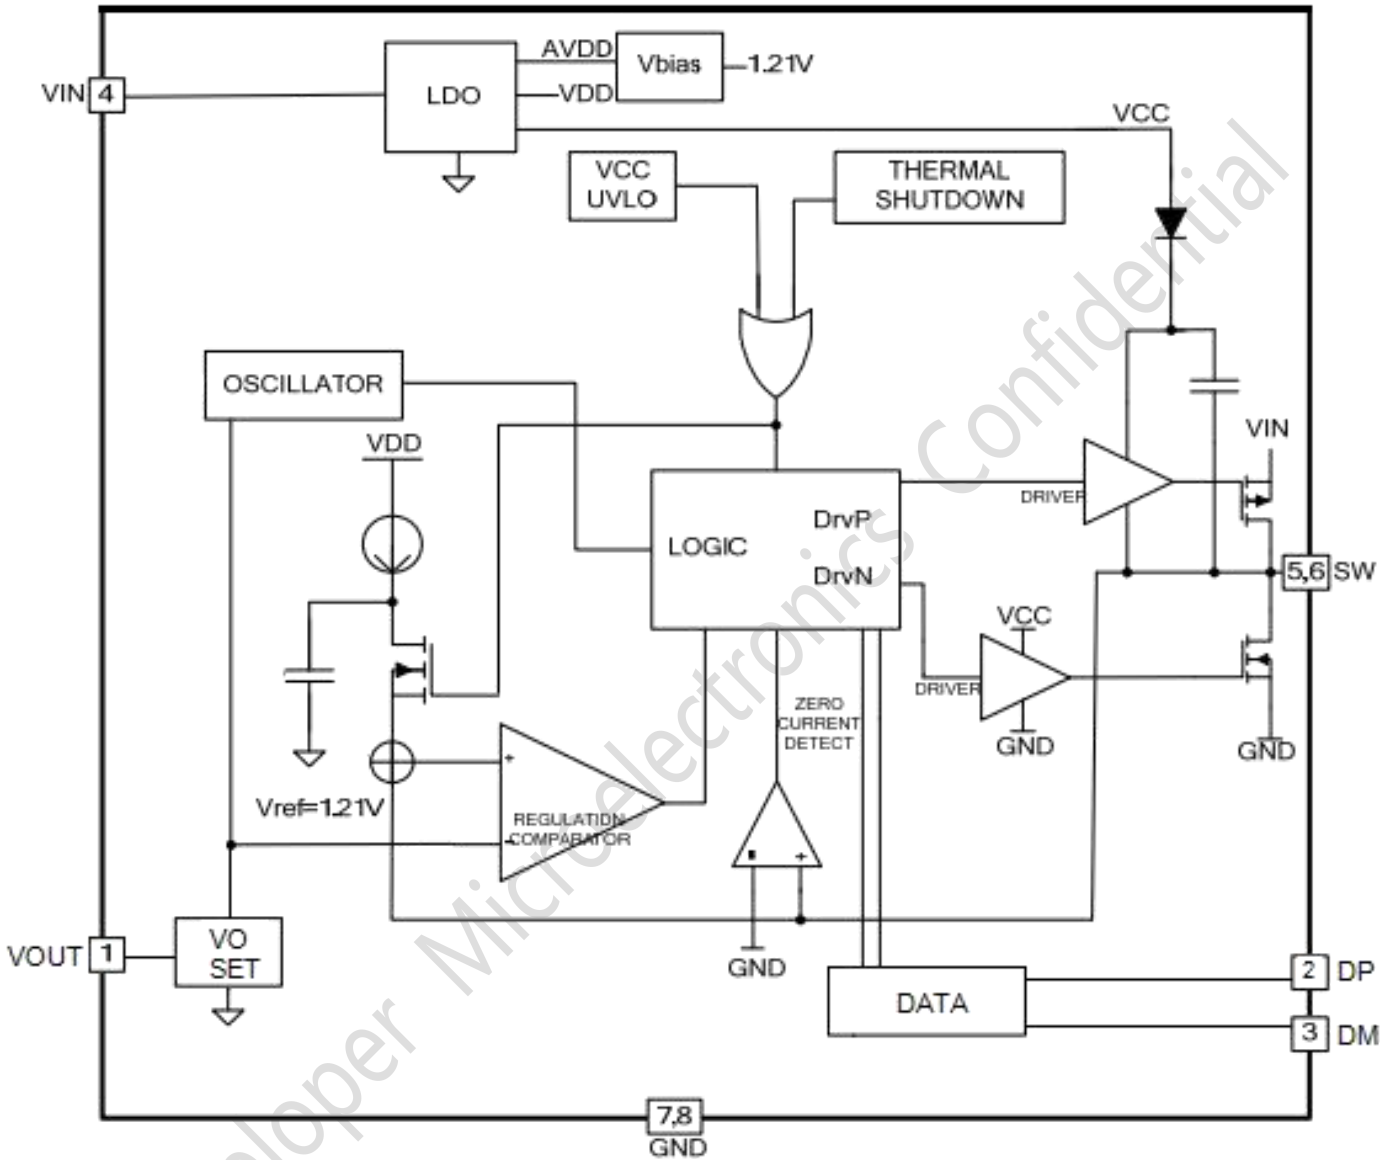 AVDD
Vbias
1.21V
VIN 4
LDO
VDD
VCC
VCC
UVLO
THERMAL
SHUTDOWN
OSCILLATOR
VDD
VIN
DRIVER
DrvP
LOGIC
DrvN
5,6 SW
VCC
DRIVER
GND
GND
ZERO
CURRENT
DETECT
+
Vref=1.21V
REGULATION
COMPARATOR
-
+
VO
SET
VOUT 1
GND
2 DP
DATA
3 DM
7,8
GND
eloper Microelectronics Confidential